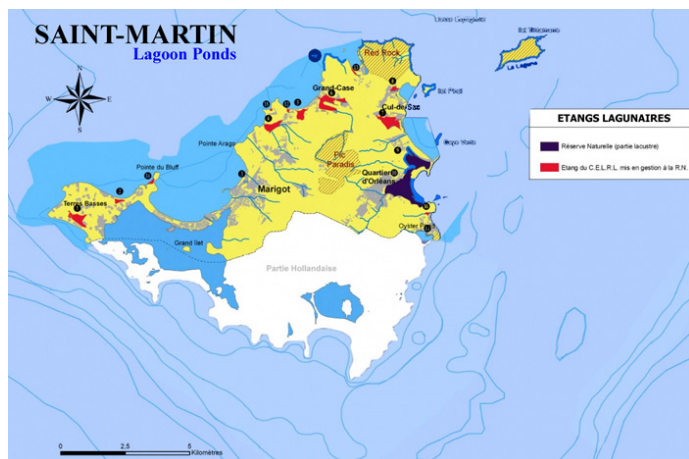 SAINT-MARTIN
Lagoon Ponds
N
W
E
S
Red Rock
Grand-Case
Cul-de-Sac
Pointe Arago
Pic
Paradis
Pointe du Bluff
Marigot
Quartier
d'Orléans
Terres Basses
Grand Ilet
Oyster Pond
Partie Hollandaise
ETANGS LAGUNAIRES
Réserve Naturelle (partie lacustre)
Etang du C.E.L.R.L. mis en gestion à la R.N.
0
2.5
5
Kilomètres